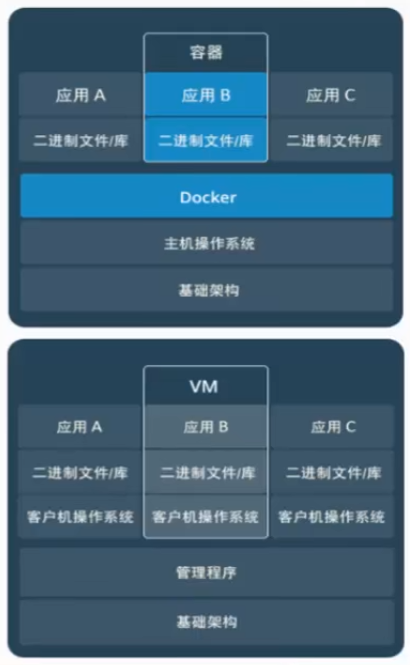 容器
应用 A 应用 B 应用 C
二进制文件/库 二进制文件/库 二进制文件/库
Docker
主机操作系统
基础架构
VM
应用 A 应用 B 应用 C
二进制文件/库 二进制文件/库 二进制文件/库
客户机操作系统 客户机操作系统 客户机操作系统
管理程序
基础架构